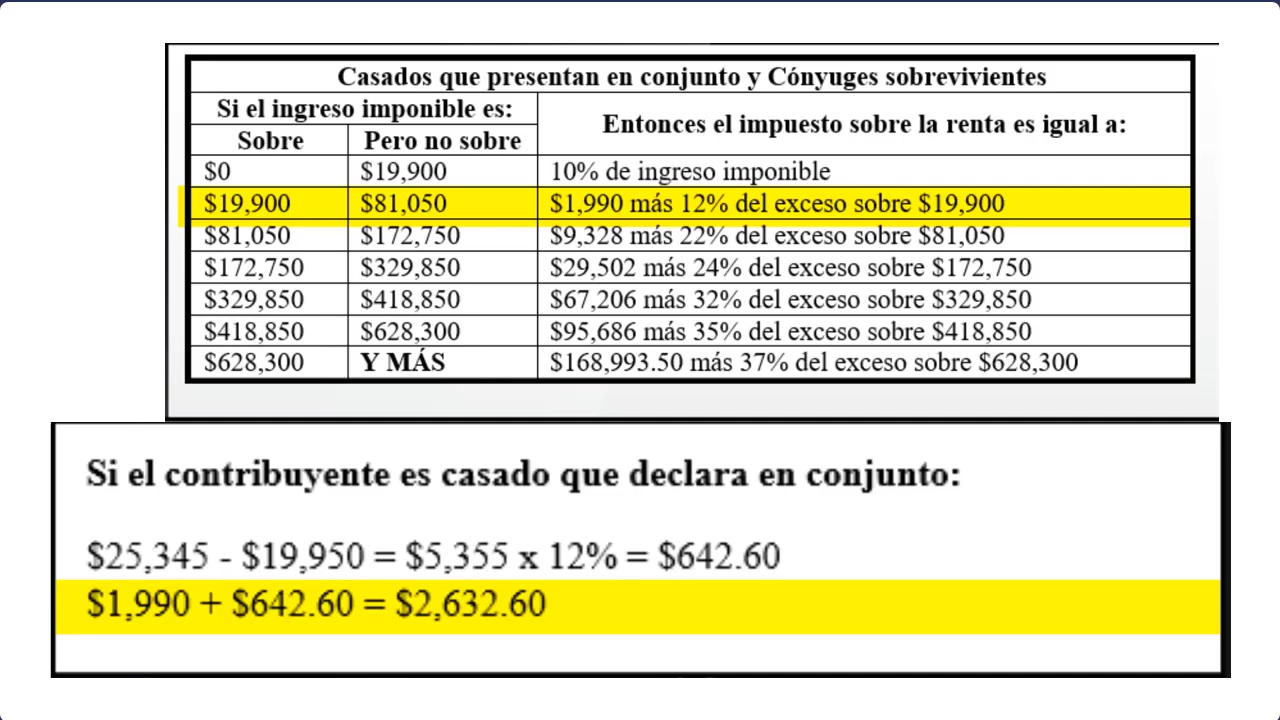 Casados que presentan en conjunto y Cónyuges sobrevivientes
Si el ingreso imponible es:
Entonces el impuesto sobre la renta es igual a:
Sobre Pero no sobre
$0 $19,900 10% de ingreso imponible
$19,900 $81,050 $1,990 más 12% del exceso sobre $19,900
$81,050 $172,750 $9,328 más 22% del exceso sobre $81,050
$172,750 $329,850 $29,502 más 24% del exceso sobre $172,750
$329,850 $418,850 $67,206 más 32% del exceso sobre $329,850
$418,850 $628,300 $95,686 más 35% del exceso sobre $418,850
$628,300 Y MÁS $168,993.50 más 37% del exceso sobre $628,300
Si el contribuyente es casado que declara en conjunto:
$25,345 - $19,950 = $5,355 x 12% = $642.60
$1,990 + $642.60 = $2,632.60